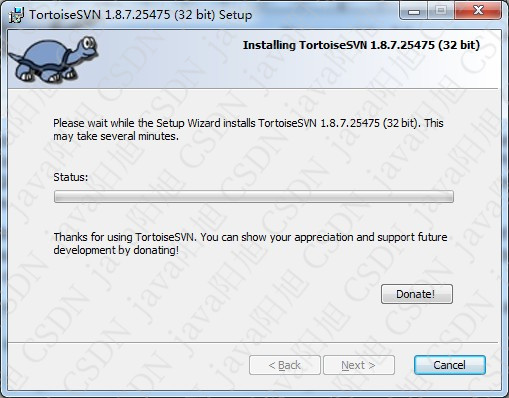 TortoiseSVN 1.8.7.25475 (32 bit) Setup
Installing TortoiseSVN 1.8.7.25475 (32 bit)
Please wait while the Setup Wizard installs TortoiseSVN 1.8.7.25475 (32 bit). This
may take several minutes.
Status:
Thanks for using TortoiseSVN. You can show your appreciation and support future
development by donating!
Donate!
< Back
Next >
Cancel
CSDN java阳旭